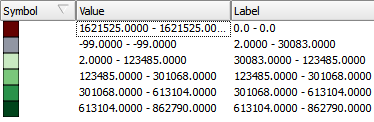 Symbol Value Label
1621525.0000 - 1621525.00... 0.0 - 0.0
-99.0000 - -99.0000 2.0000 - 30083.0000
2.0000 - 123485.0000 30083.0000 - 123485.0000
123485.0000 - 301068.0000 123485.0000 - 301068.0000
301068.0000 - 613104.0000 301068.0000 - 613104.0000
613104.0000 - 862790.0000 613104.0000 - 862790.0000